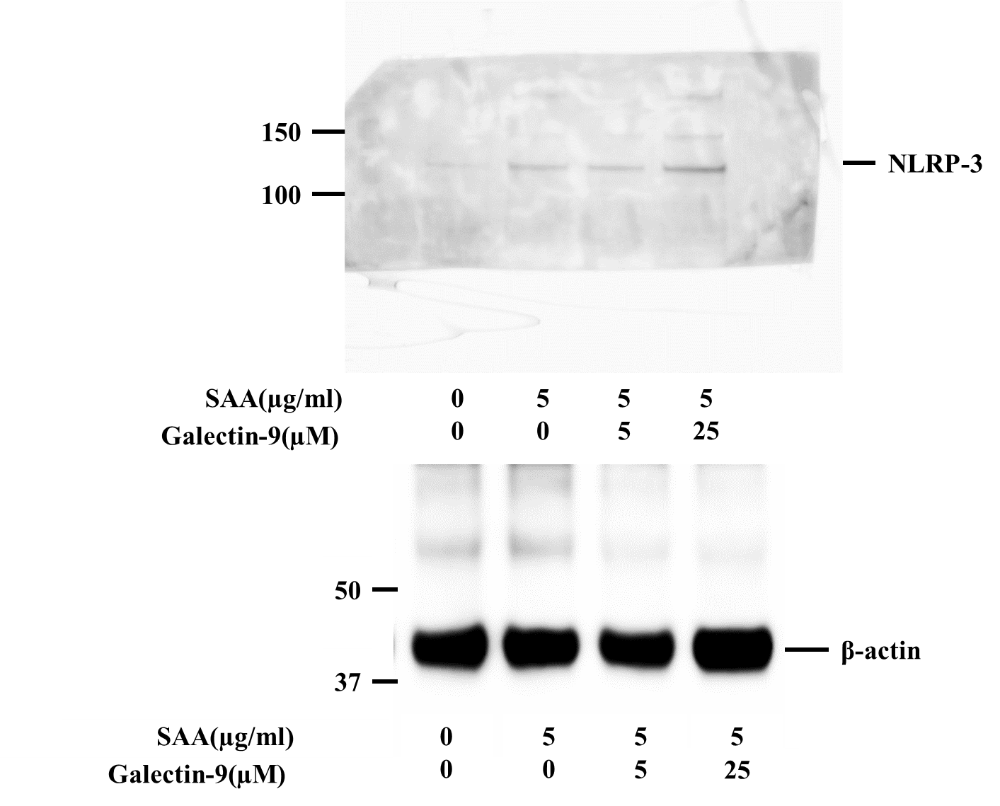 150
NLRP-3
100
SAA(μg/ml) 0 5 5 5
Galectin-9(μM) 0 0 5 25
50
β-actin
37
SAA(μg/ml) 0 5 5 5
Galectin-9(μM) 0 0 5 25